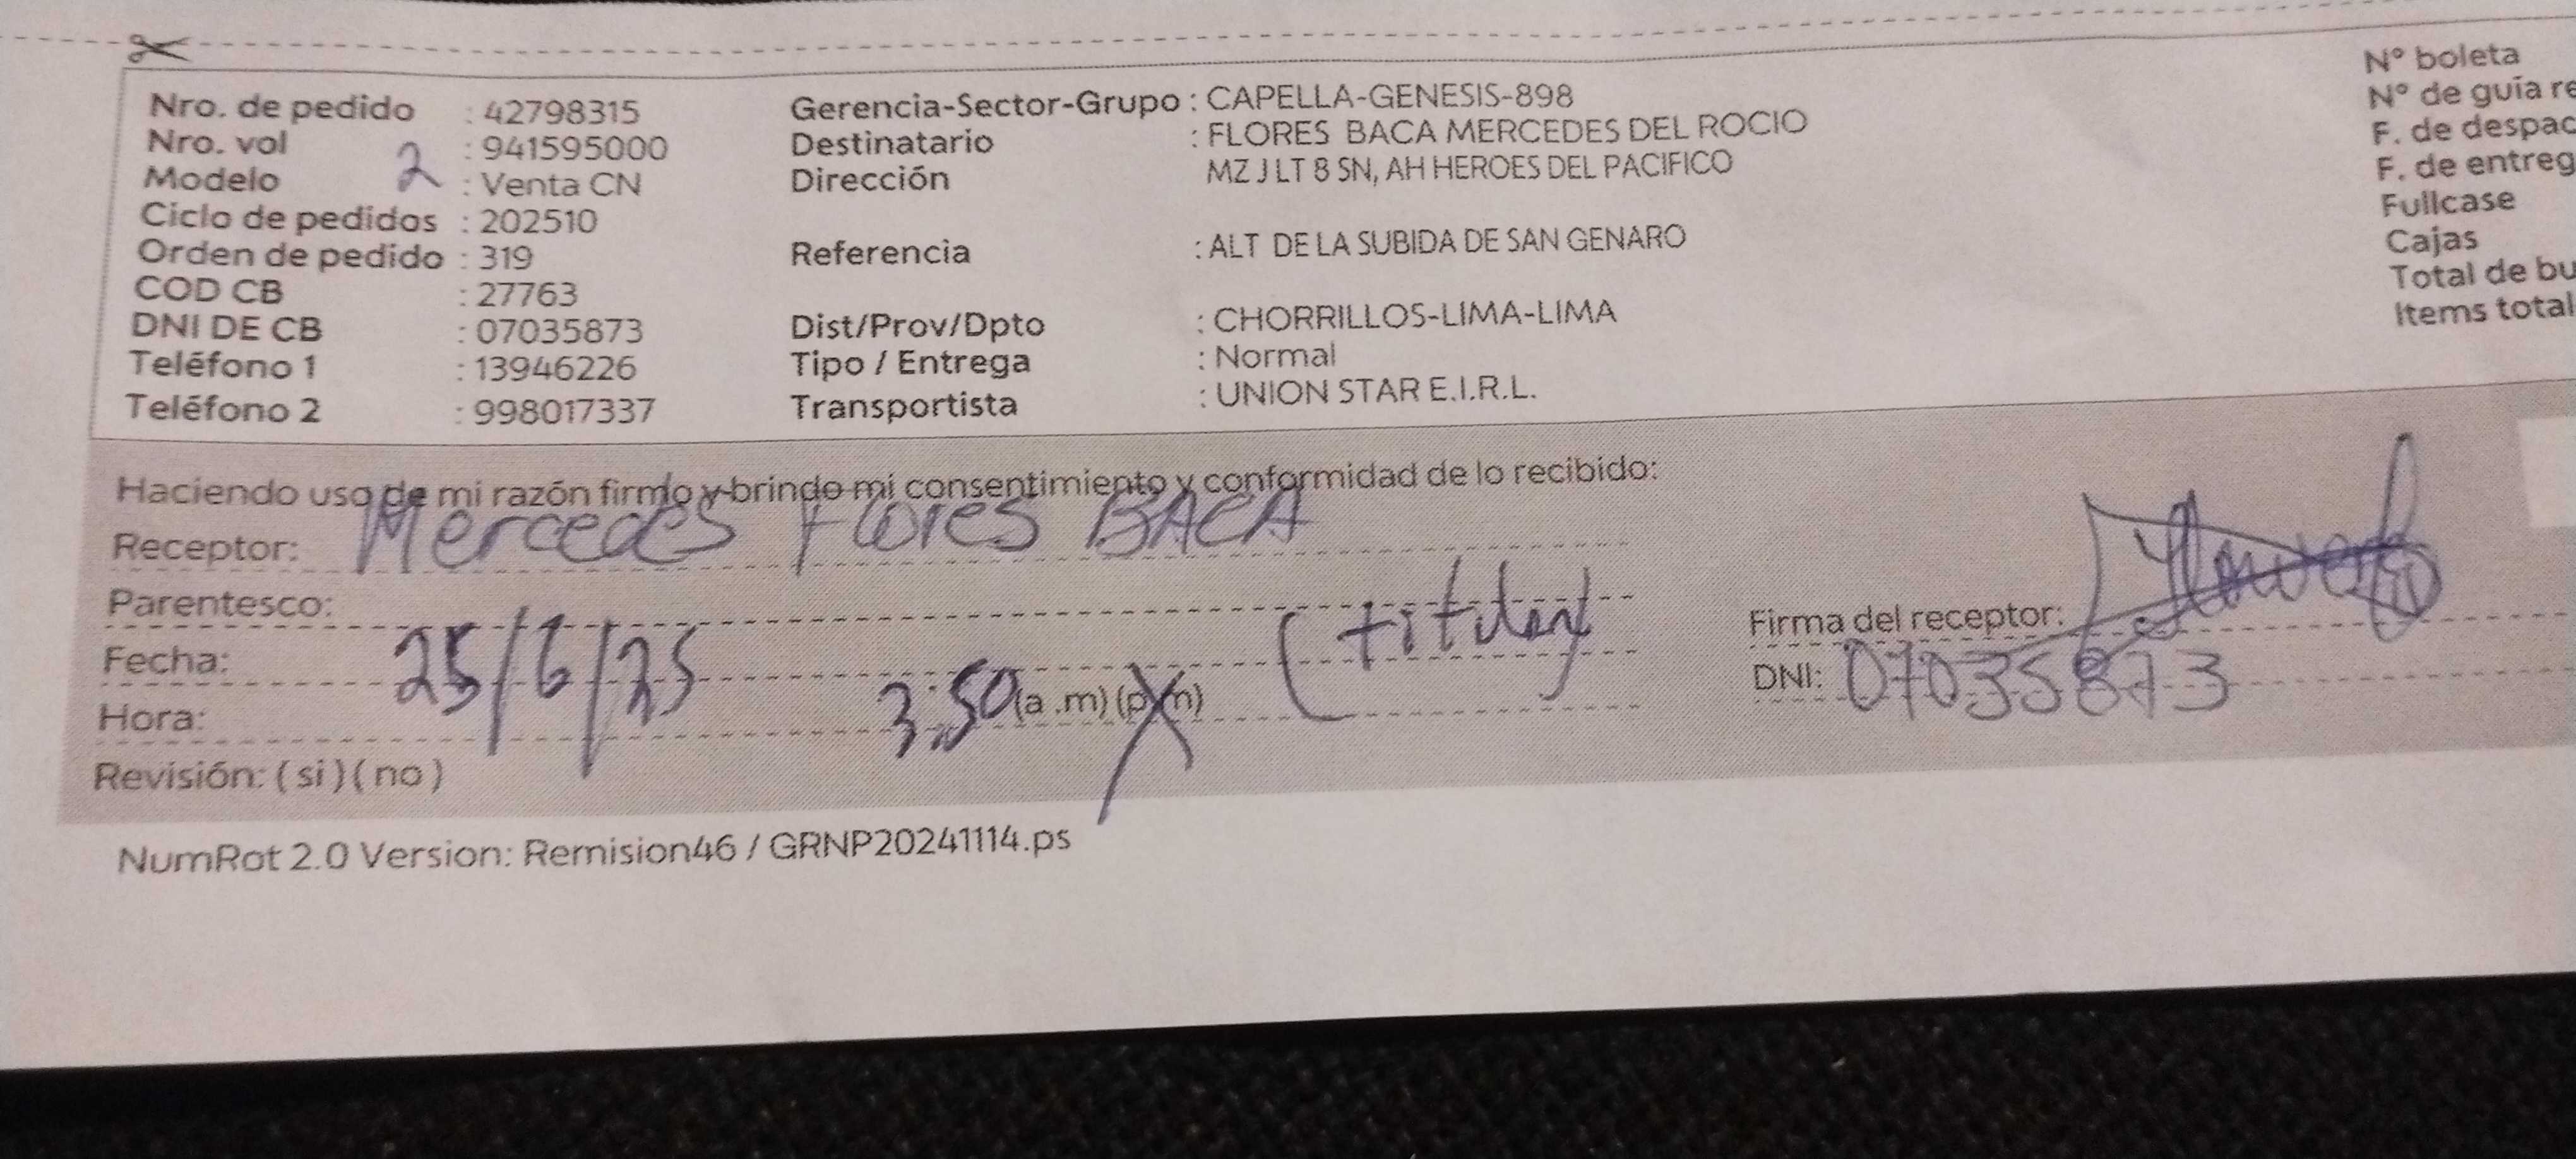 Nro. de pedido : 42798315
Nro. vol : 941595000
Modelo 2 : Venta CN
Ciclo de pedidos : 202510
Orden de pedido : 319
COD CB : 27763
DNI DE CB : 07035873
Teléfono 1 : 13946226
Teléfono 2 : 998017337
Gerencia-Sector-Grupo : CAPELLA-GENESIS-898
Destinatario : FLORES BACA MERCEDES DEL ROCIO
Dirección MZ J LT 8 SN, AH HEROES DEL PACIFICO
Referencia : ALT DE LA SUBIDA DE SAN GENARO
Dist/Prov/Dpto : CHORRILLOS-LIMA-LIMA
Tipo / Entrega : Normal
Transportista : UNION STAR E.I.R.L.
N° boleta
N° de guía re
F. de despac
F. de entreg
Fullcase
Cajas
Total de bu
Items total
Haciendo uso de mi razón firmo y brindo mi consentimiento y conformidad de lo recibido:
Receptor: Mercedes Flores BACA
Parentesco: (titular)
Fecha: 25/6/25
Hora: 3:50 (a .m) (p.m)
Revisión: ( si ) ( no )
Firma del receptor:
DNI: 07035873
NumRot 2.0 Version: Remision46 / GRNP20241114.ps